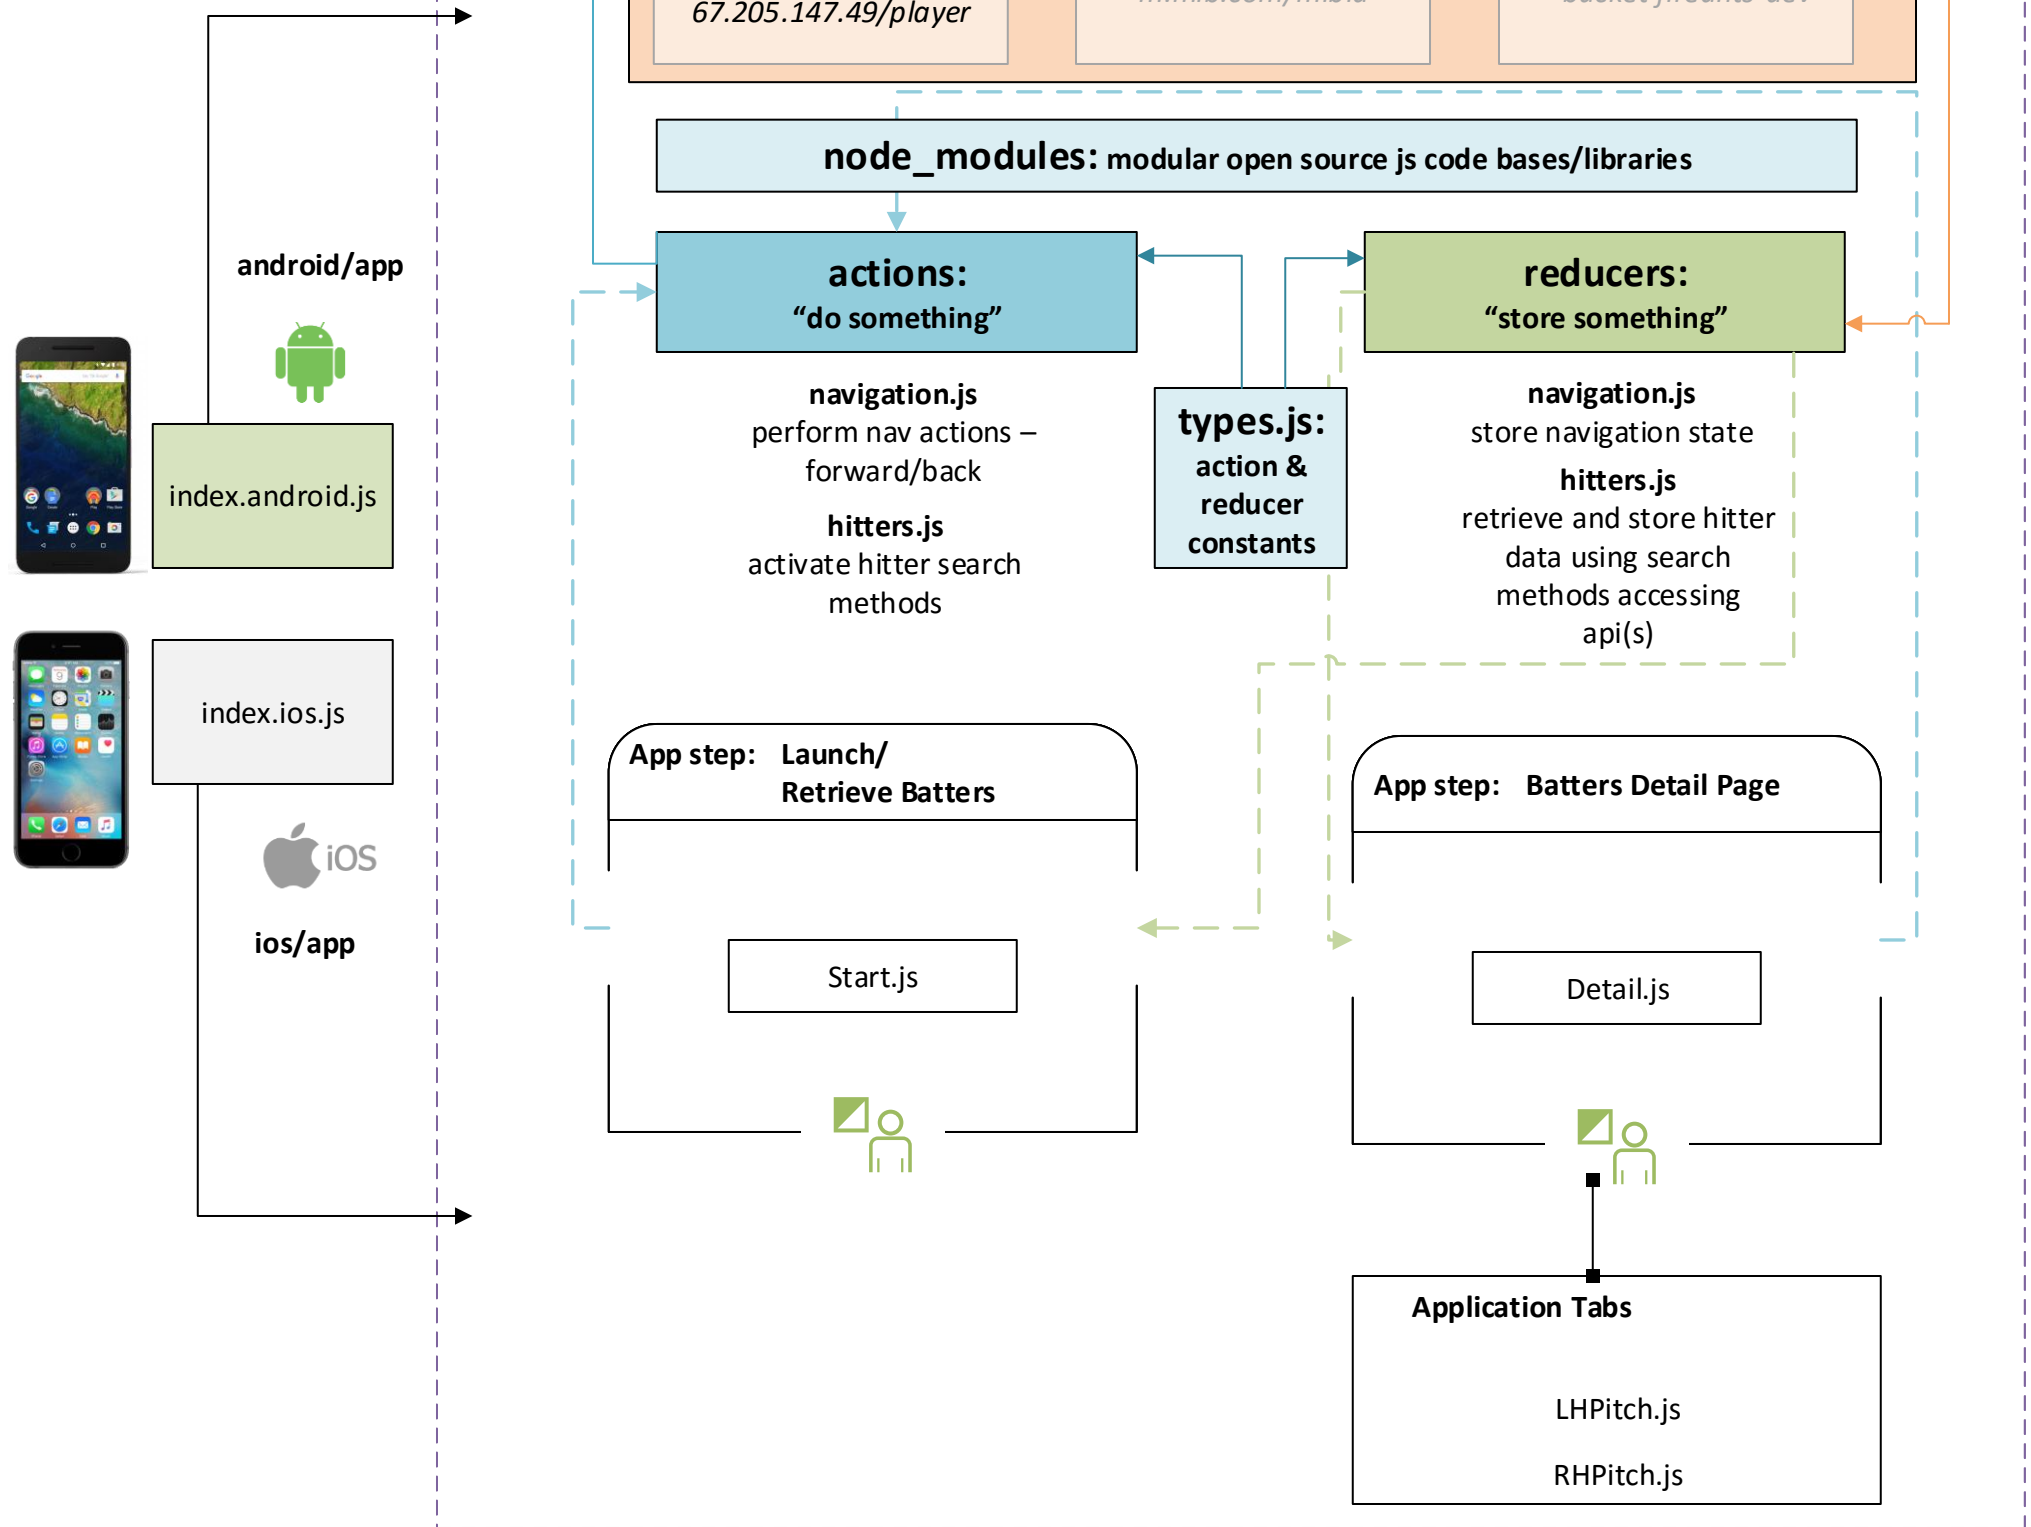 67.205.147.49/player
node_modules: modular open source js code bases/libraries
android/app
actions:
“do something”
reducers:
“store something”
navigation.js
perform nav actions –
forward/back
hitters.js
activate hitter search
methods
types.js:
action &
reducer
constants
navigation.js
store navigation state
hitters.js
retrieve and store hitter
data using search
methods accessing
api(s)
index.android.js
index.ios.js
iOS
ios/app
App step: Launch/
Retrieve Batters
Start.js
App step: Batters Detail Page
Detail.js
Application Tabs
LHPitch.js
RHPitch.js